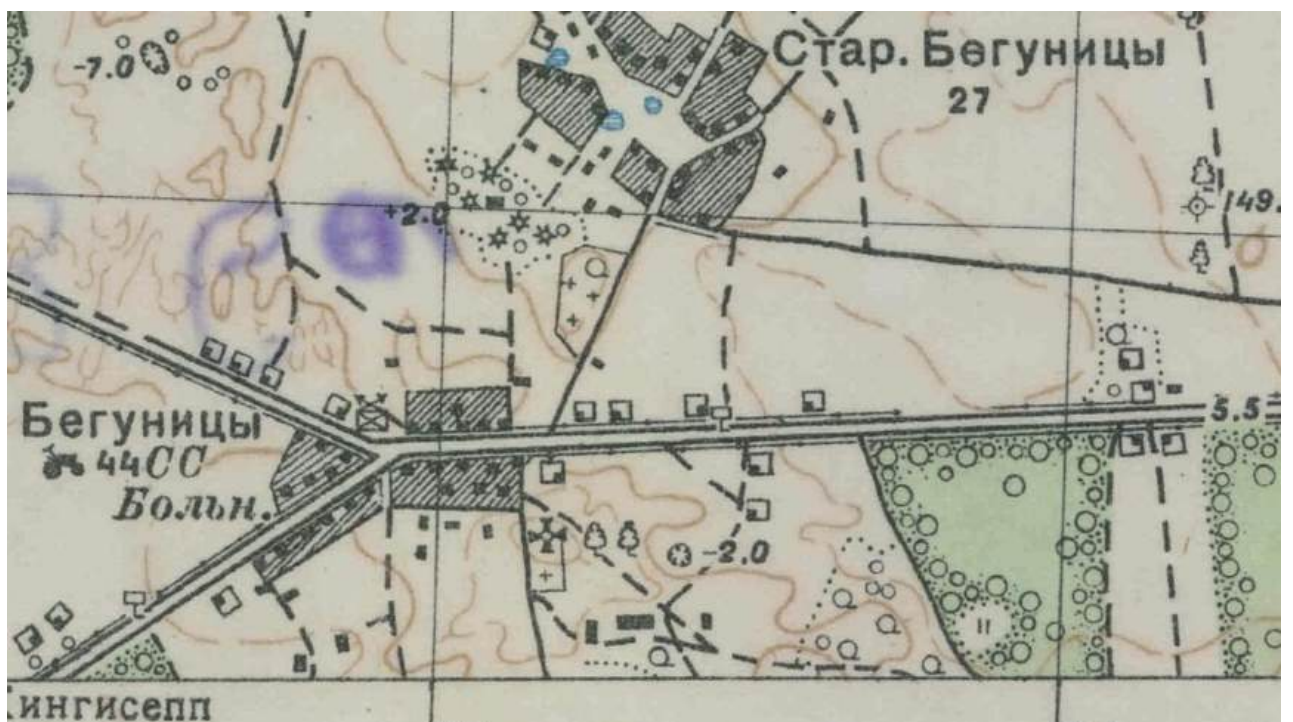 -7.0
Стар. Бегуницы
27
+2.0
149.
5.5
Бегуницы
44СС
Больн.
-2.0
II
ингисепп